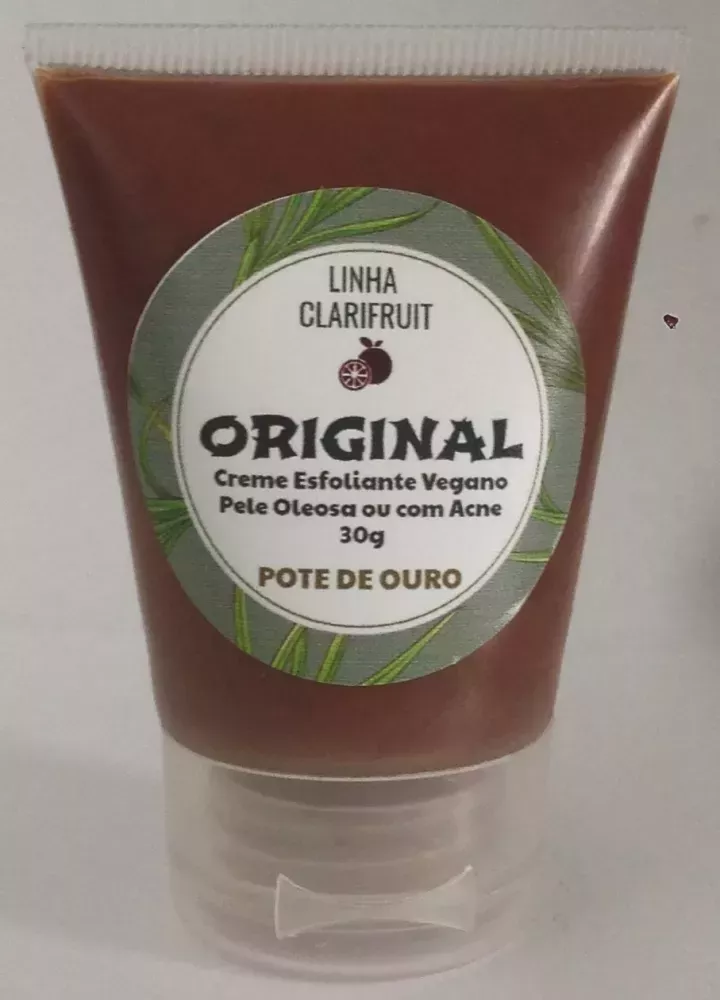 LINHA
CLARIFRUIT
ORIGINAL
Creme Esfoliante Vegano
Pele Oleosa ou com Acne
30g
POTE DE OURO